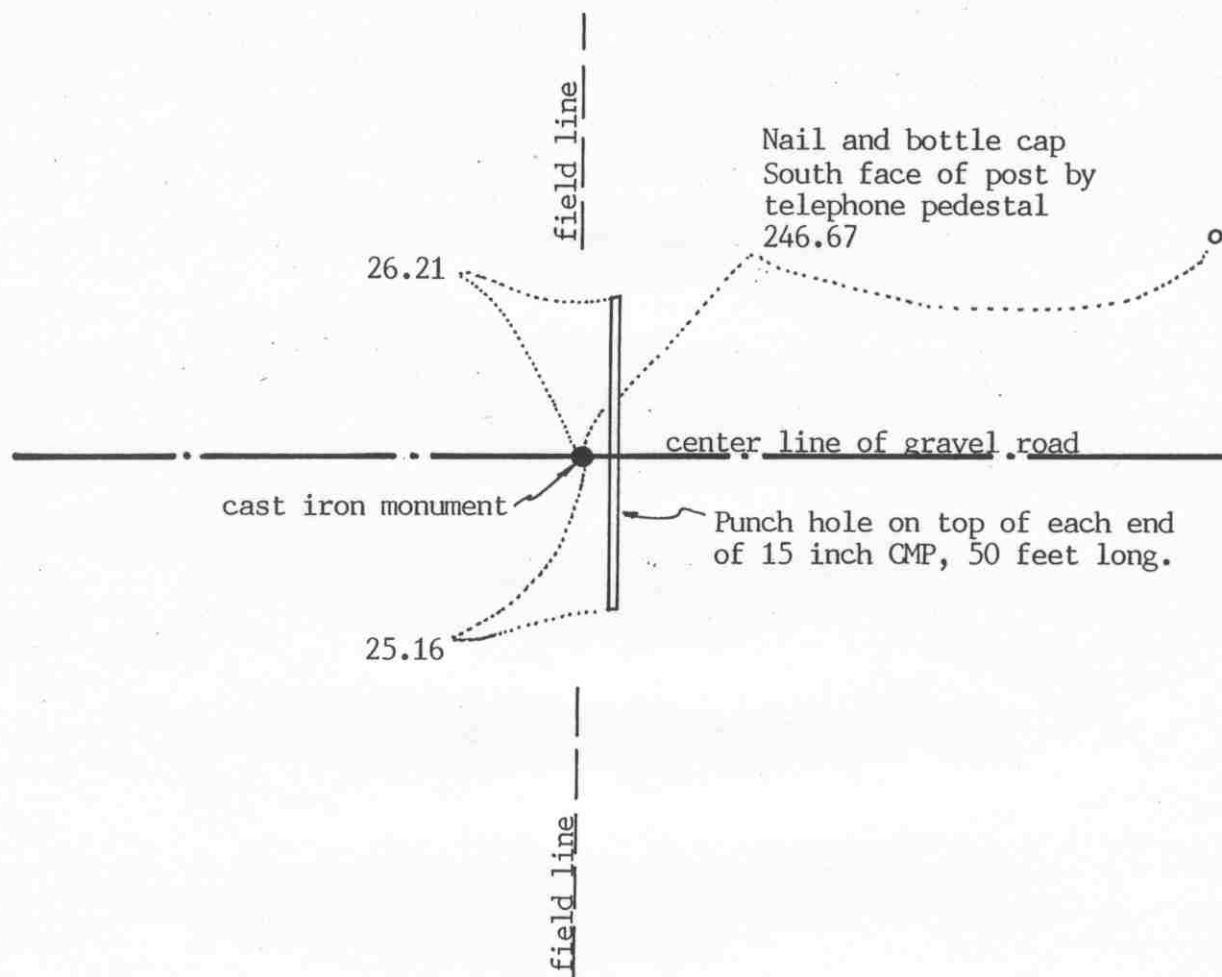 field line
Nail and bottle cap
South face of post by
telephone pedestal
246.67
26.21
center line of gravel road
cast iron monument
Punch hole on top of each end
of 15 inch CMP, 50 feet long.
25.16
field line